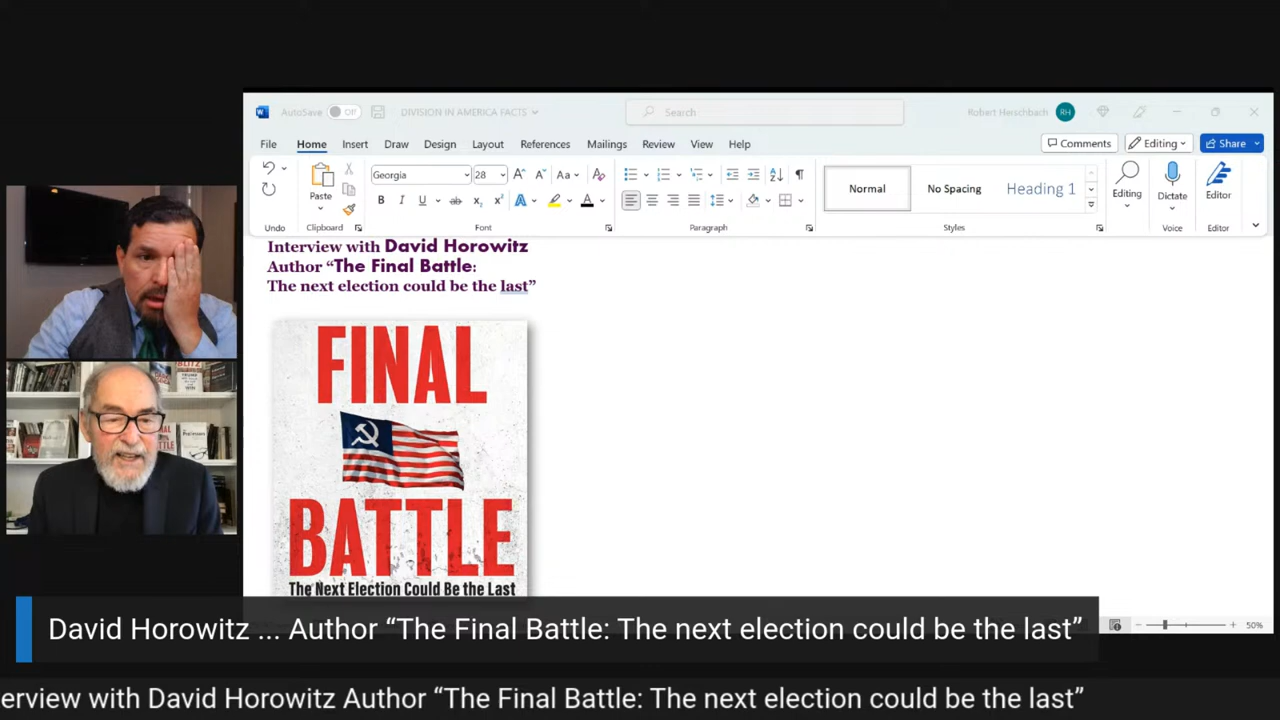 AutoSave
Off
DIVISION IN AMERICA FACTS
Search
Robert Herschbach
RH
File
Home
Insert
Draw
Design
Layout
References
Mailings
Review
View
Help
Comments
Editing
Share
Paste
Georgia
28
Aa
Normal
No Spacing
Heading 1
Editing
Dictate
Editor
Undo
Clipboard
Font
Paragraph
Styles
Voice
Editor
Interview with David Horowitz
Author “The Final Battle:
The next election could be the last”
FINAL
BATTLE
The Next Election Could Be the Last
David Horowitz ... Author “The Final Battle: The next election could be the last”
erview with David Horowitz Author “The Final Battle: The next election could be the last”
50%